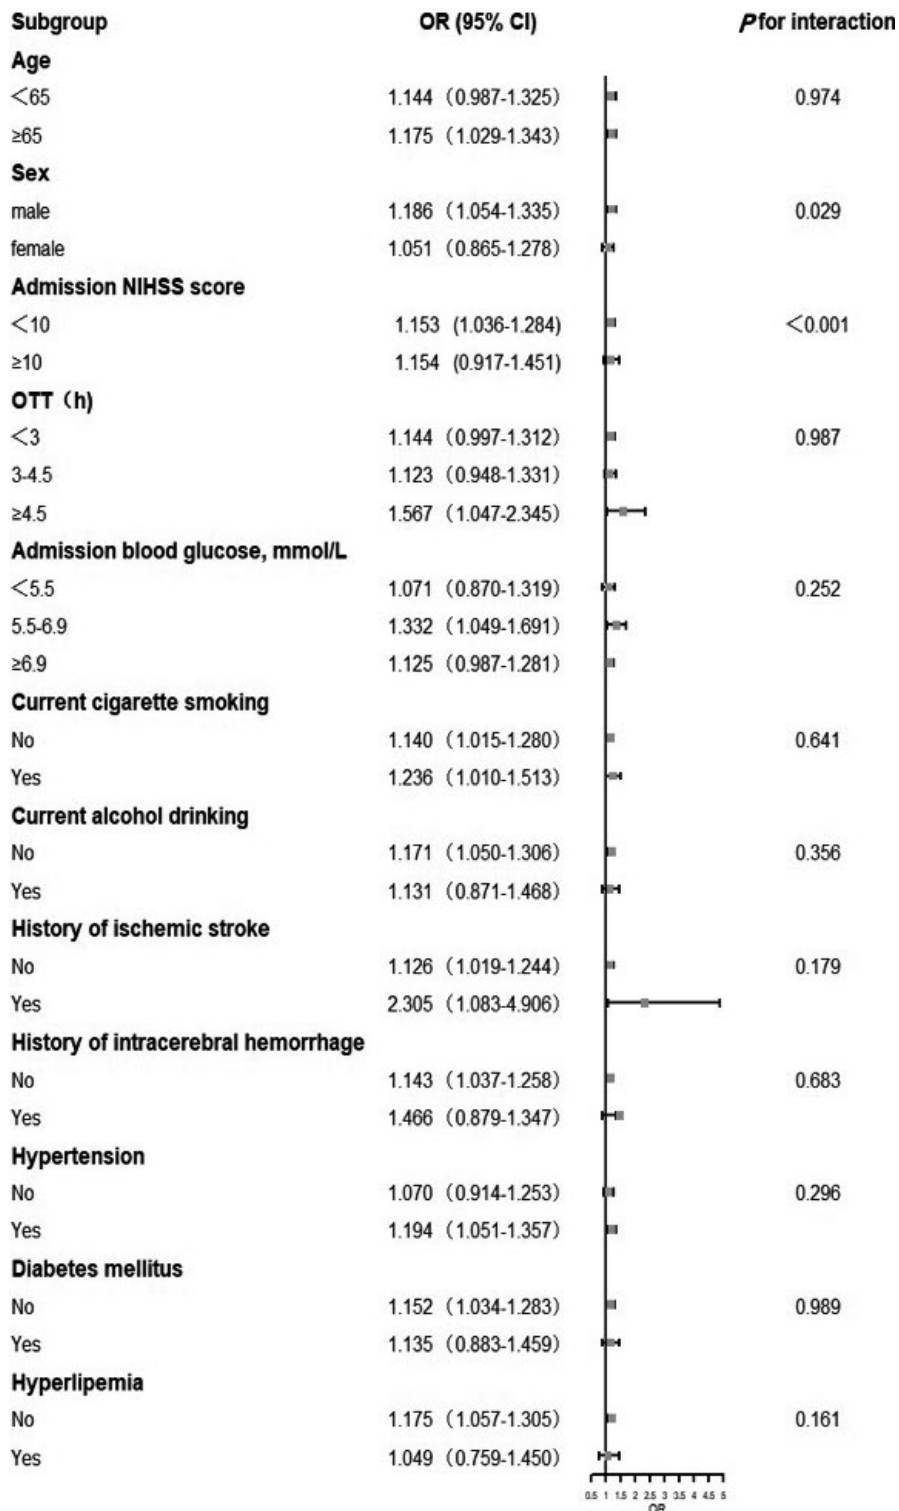 Subgroup OR (95% CI) P for interaction
Age
＜65 1.144（0.987-1.325） 0.974
≥65 1.175（1.029-1.343）
Sex
male 1.186（1.054-1.335） 0.029
female 1.051（0.865-1.278）
Admission NIHSS score
＜10 1.153 (1.036-1.284) ＜0.001
≥10 1.154 (0.917-1.451)
OTT（h)
＜3 1.144（0.997-1.312） 0.987
3-4.5 1.123（0.948-1.331）
≥4.5 1.567（1.047-2.345）
Admission blood glucose, mmol/L
＜5.5 1.071（0.870-1.319） 0.252
5.5-6.9 1.332（1.049-1.691）
≥6.9 1.125（0.987-1.281）
Current cigarette smoking
No 1.140（1.015-1.280） 0.641
Yes 1.236（1.010-1.513）
Current alcohol drinking
No 1.171（1.050-1.306） 0.356
Yes 1.131（0.871-1.468）
History of ischemic stroke
No 1.126（1.019-1.244） 0.179
Yes 2.305（1.083-4.906）
History of intracerebral hemorrhage
No 1.143（1.037-1.258） 0.683
Yes 1.466（0.879-1.347）
Hypertension
No 1.070（0.914-1.253） 0.296
Yes 1.194（1.051-1.357）
Diabetes mellitus
No 1.152（1.034-1.283） 0.989
Yes 1.135（0.883-1.459）
Hyperlipemia
No 1.175（1.057-1.305） 0.161
Yes 1.049（0.759-1.450）
0.5 1 1.5 2 2.5 3 3.5 4 4.5 5
OR